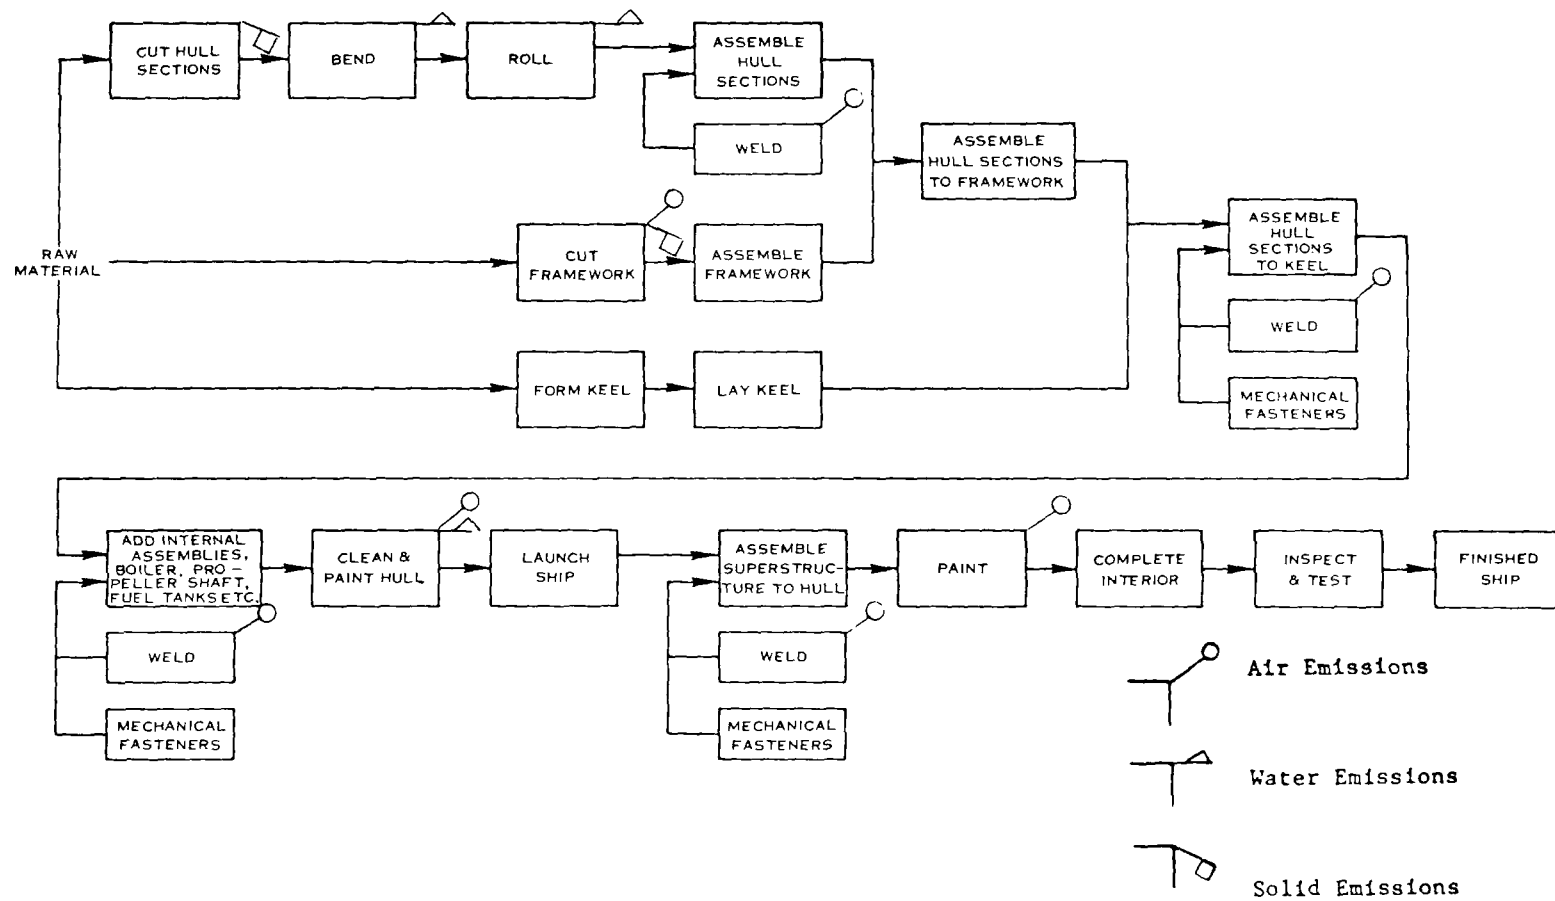 CUT HULL
SECTIONS
BEND
ROLL
ASSEMBLE
HULL
SECTIONS
WELD
ASSEMBLE
HULL SECTIONS
TO FRAMEWORK
RAW
MATERIAL
CUT
FRAMEWORK
ASSEMBLE
FRAMEWORK
ASSEMBLE
HULL
SECTIONS
TO KEEL
WELD
FORM KEEL
LAY KEEL
MECHANICAL
FASTENERS
ADD INTERNAL
ASSEMBLIES,
BOILER, PRO-
PELLER SHAFT,
FUEL TANKS ETC.
CLEAN &
PAINT HULL
LAUNCH
SHIP
ASSEMBLE
SUPERSTRUC-
TURE TO HULL
PAINT
COMPLETE
INTERIOR
INSPECT
& TEST
FINISHED
SHIP
WELD
WELD
MECHANICAL
FASTENERS
MECHANICAL
FASTENERS
Air Emissions
Water Emissions
Solid Emissions